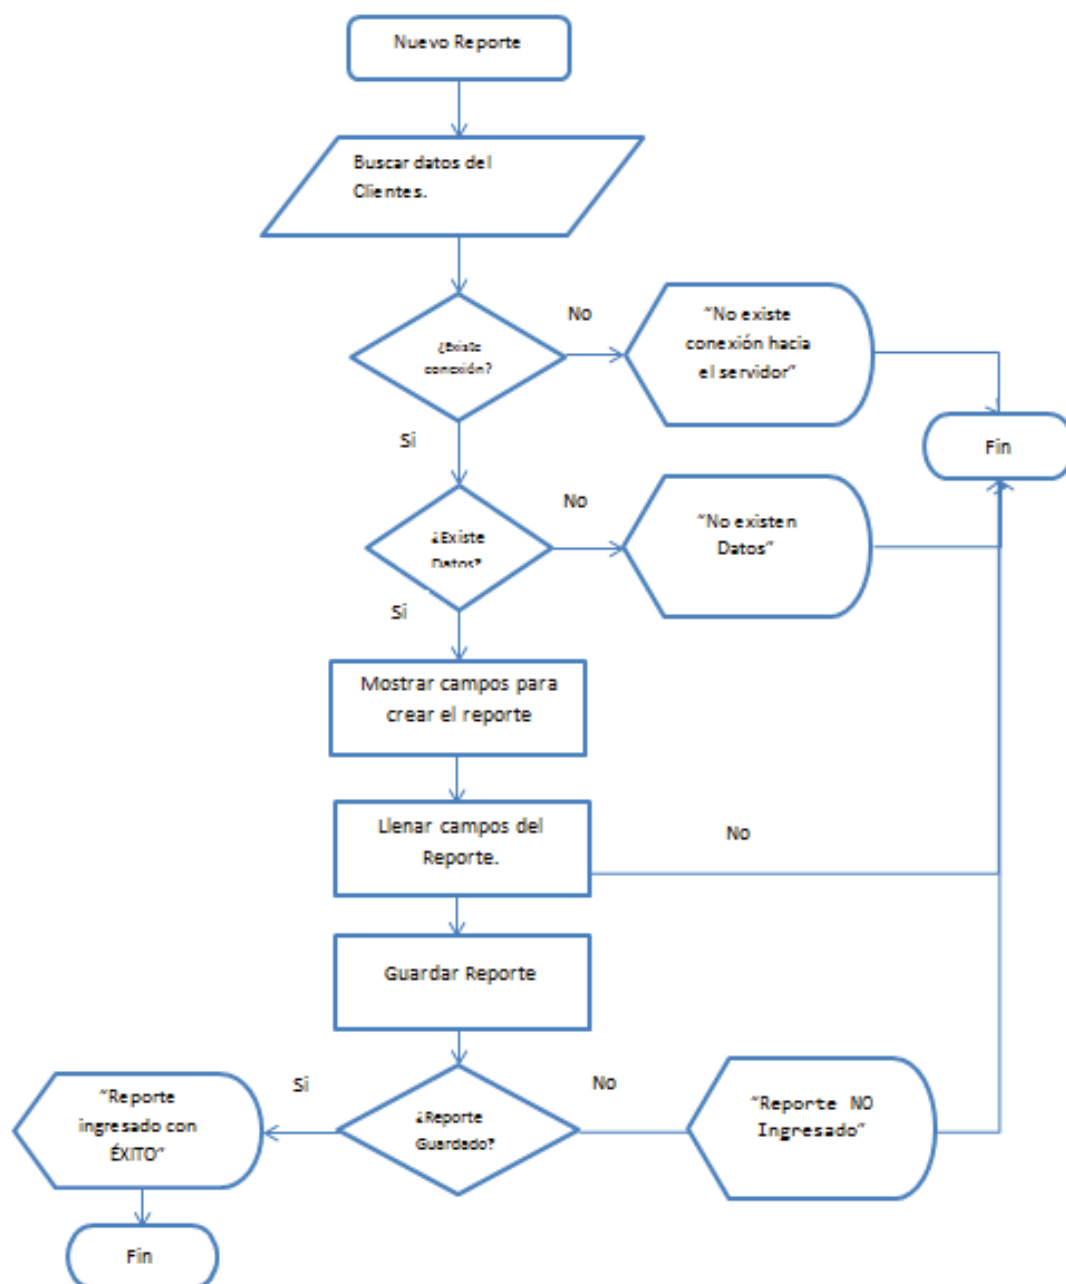 Nuevo Reporte
Buscar datos del
Clientes.
¿Existe
conexión?
No
"No existe
conexión hacia
el servidor"
Si
Fin
¿Existe
Datos?
No
"No existen
Datos"
Si
Mostrar campos para
crear el reporte
Llenar campos del
Reporte.
No
Guardar Reporte
¿Reporte
Guardado?
Si
"Reporte
ingresado con
ÉXITO"
No
"Reporte NO
Ingresado"
Fin